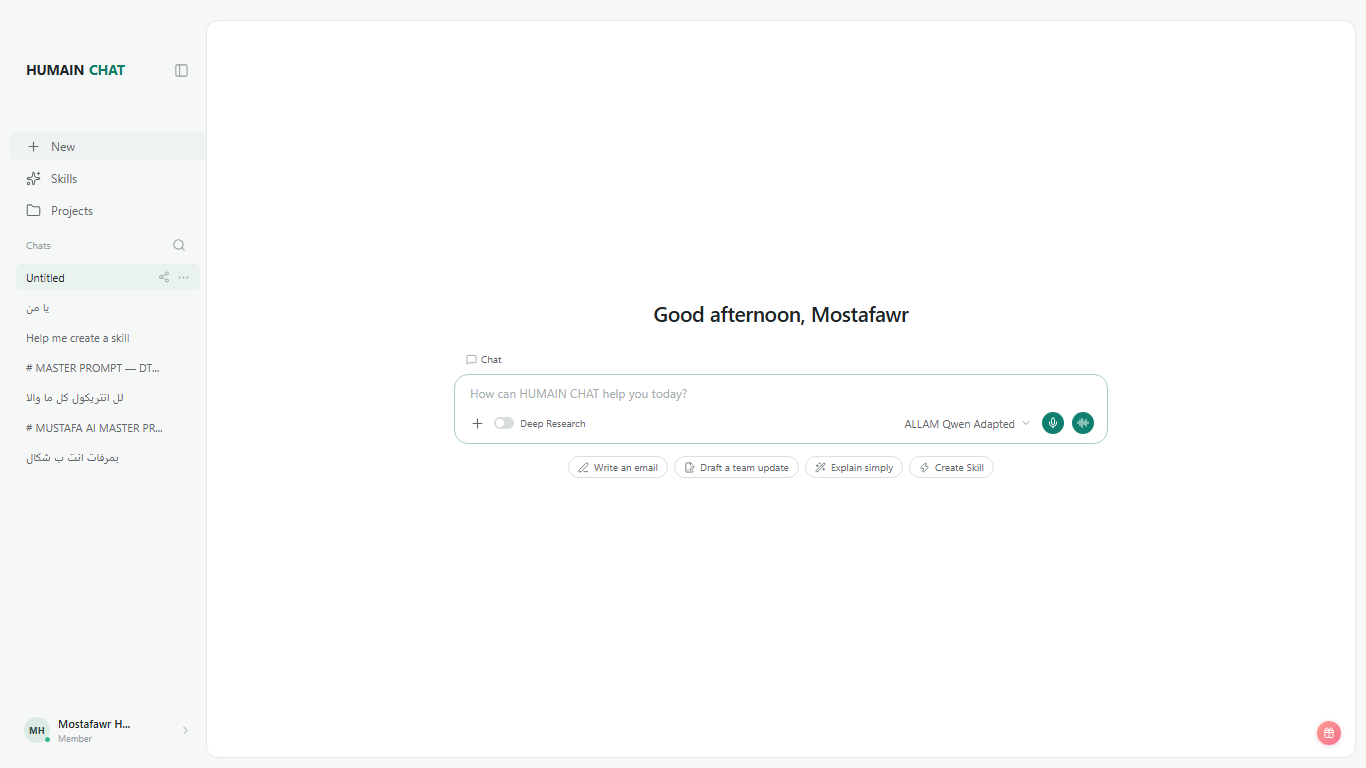 HUMAIN CHAT
New
Skills
Projects
Chats
Untitled
يا من
Help me create a skill
# MASTER PROMPT — DT...
لل انتريكول كل ما والا
# MUSTAFA AI MASTER PR...
بمرفات انت ب شكال
MH
Mostafawr H...
Member
Good afternoon, Mostafawr
Chat
How can HUMAIN CHAT help you today?
Deep Research
ALLAM Qwen Adapted
Write an email
Draft a team update
Explain simply
Create Skill